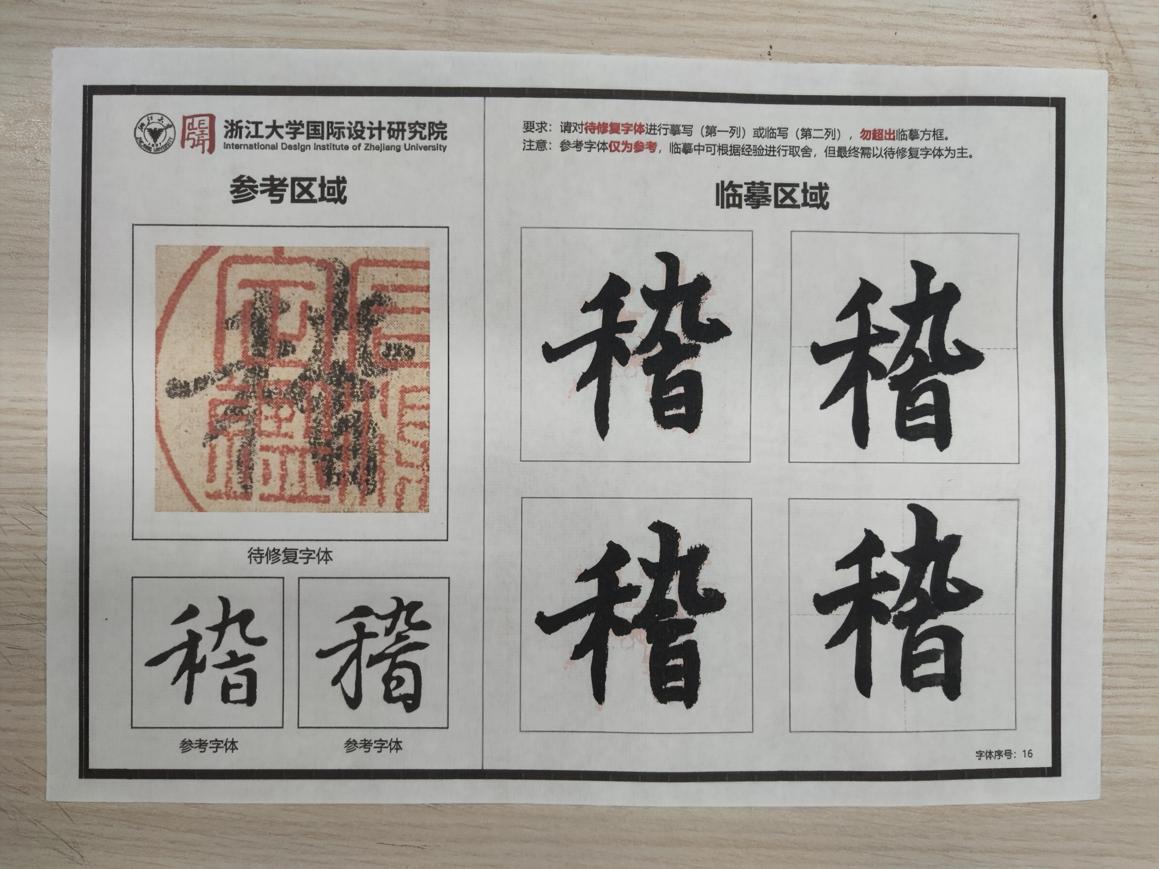 浙江大学国际设计研究院
International Design Institute of Zhejiang University
参考区域
待修复字体
稽 稽
参考字体 参考字体
要求：请对待修复字体进行摹写（第一列）或临写（第二列），勿超出临摹方框。
注意：参考字体仅为参考，临摹中可根据经验进行取舍，但最终需以待修复字体为主。
临摹区域
稽 稽
稽 稽
字体序号：16